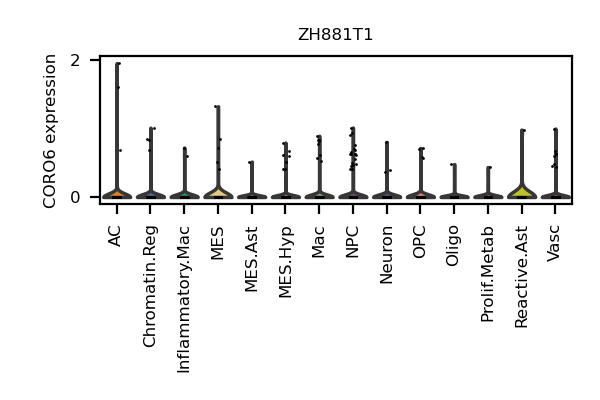 ZH881T1
CORO6 expression
2
0
AC
Chromatin.Reg
Inflammatory.Mac
MES
MES.Ast
MES.Hyp
Mac
NPC
Neuron
OPC
Oligo
Prolif.Metab
Reactive.Ast
Vasc